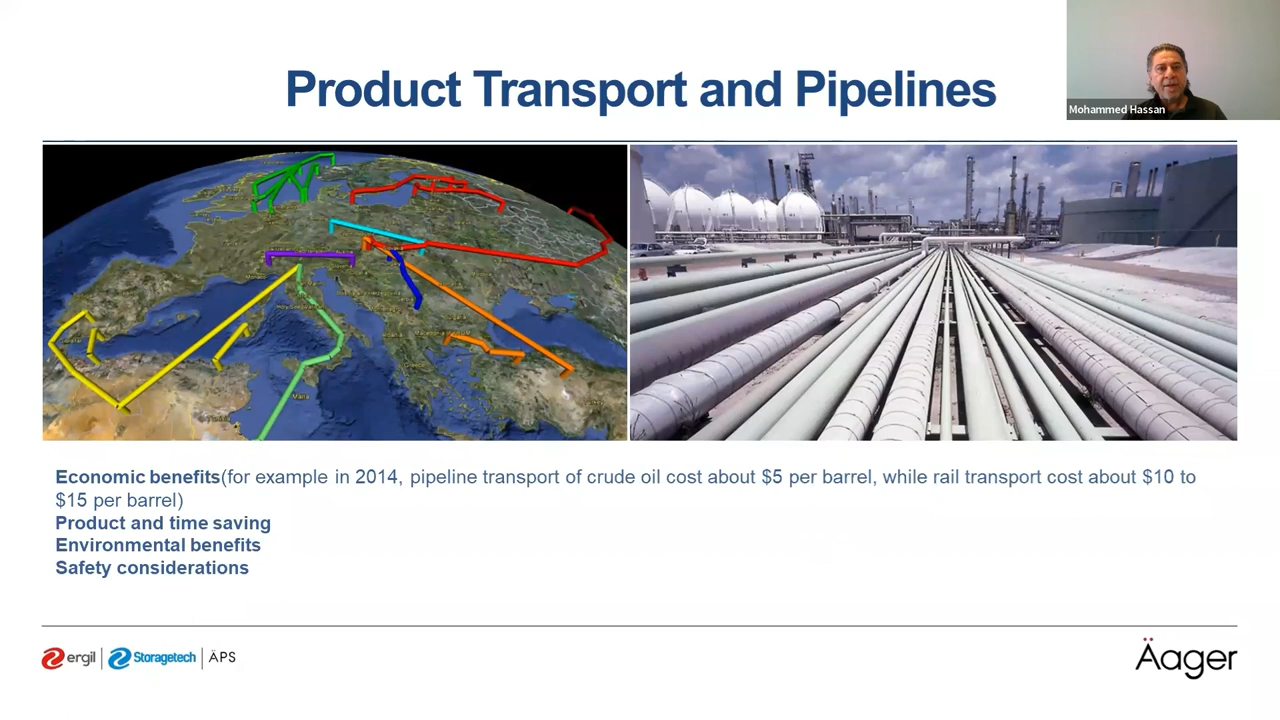 Product Transport and Pipelines
Mohammed Hassan
Malta
Economic benefits(for example in 2014, pipeline transport of crude oil cost about $5 per barrel, while rail transport cost about $10 to
$15 per barrel)
Product and time saving
Environmental benefits
Safety considerations
ergil
Storagetech
ÄPS
Äager